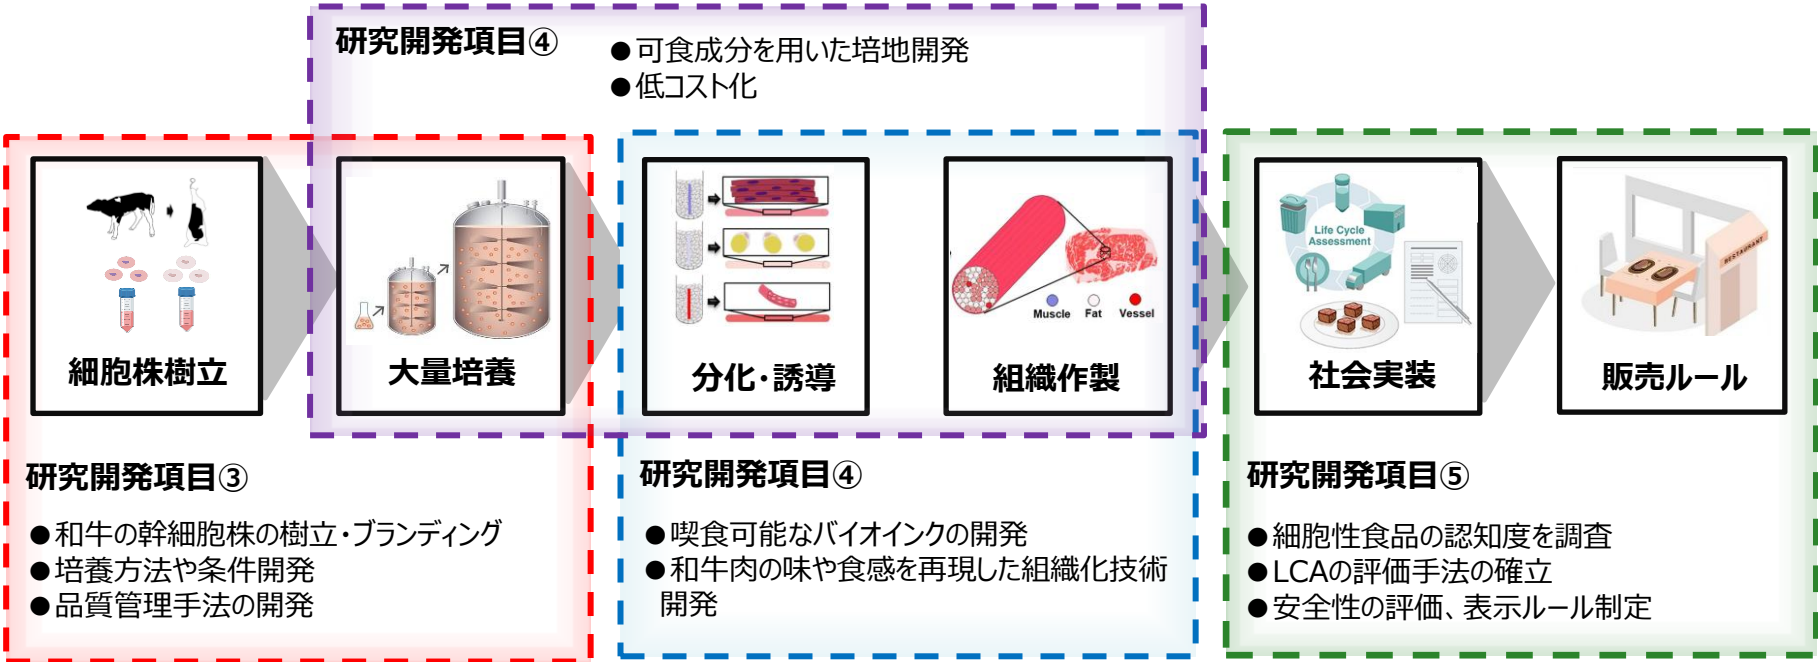 研究開発項目④
●可食成分を用いた培地開発
●低コスト化
細胞株樹立
大量培養
分化・誘導
Muscle Fat Vessel
組織作製
Life Cycle
Assessment
社会実装
RESTAURANT
販売ルール
研究開発項目③
●和牛の幹細胞株の樹立・ブランディング
●培養方法や条件開発
●品質管理手法の開発
研究開発項目④
●喫食可能なバイオインクの開発
●和牛肉の味や食感を再現した組織化技術
開発
研究開発項目⑤
●細胞性食品の認知度を調査
●LCAの評価手法の確立
●安全性の評価、表示ルール制定